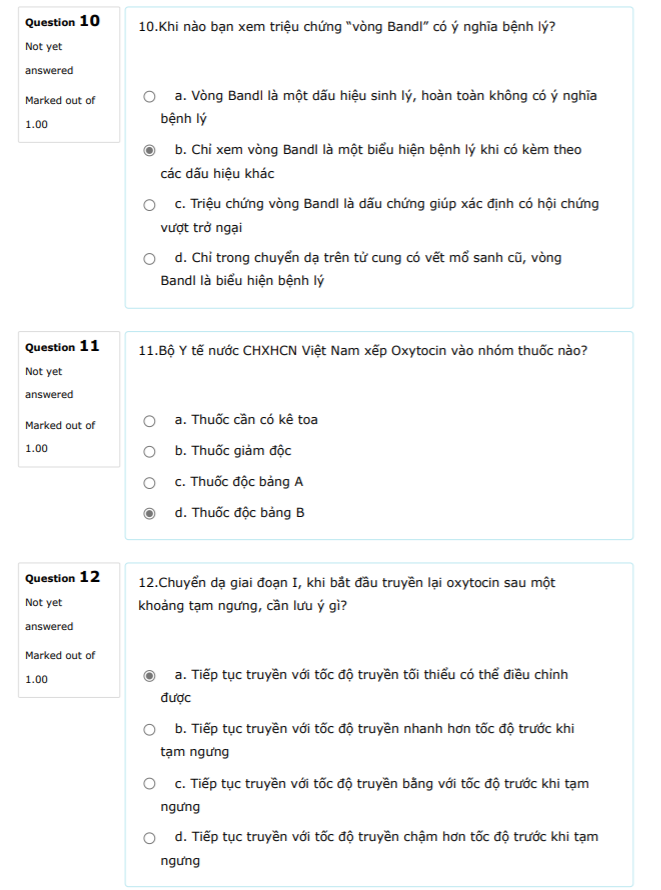 Question 10
Not yet
answered
Marked out of
1.00
10.Khi nào bạn xem triệu chứng “vòng Bandl” có ý nghĩa bệnh lý?
a. Vòng Bandl là một dấu hiệu sinh lý, hoàn toàn không có ý nghĩa
bệnh lý
b. Chỉ xem vòng Bandl là một biểu hiện bệnh lý khi có kèm theo
các dấu hiệu khác
c. Triệu chứng vòng Bandl là dấu chứng giúp xác định có hội chứng
vượt trở ngại
d. Chỉ trong chuyển dạ trên tử cung có vết mổ sanh cũ, vòng
Bandl là biểu hiện bệnh lý
Question 11
Not yet
answered
Marked out of
1.00
11.Bộ Y tế nước CHXHCN Việt Nam xếp Oxytocin vào nhóm thuốc nào?
a. Thuốc cần có kê toa
b. Thuốc giảm độc
c. Thuốc độc bảng A
d. Thuốc độc bảng B
Question 12
Not yet
answered
Marked out of
1.00
12.Chuyển dạ giai đoạn I, khi bắt đầu truyền lại oxytocin sau một
khoảng tạm ngưng, cần lưu ý gì?
a. Tiếp tục truyền với tốc độ truyền tối thiểu có thể điều chỉnh
được
b. Tiếp tục truyền với tốc độ truyền nhanh hơn tốc độ trước khi
tạm ngưng
c. Tiếp tục truyền với tốc độ truyền bằng với tốc độ trước khi tạm
ngưng
d. Tiếp tục truyền với tốc độ truyền chậm hơn tốc độ trước khi tạm
ngưng